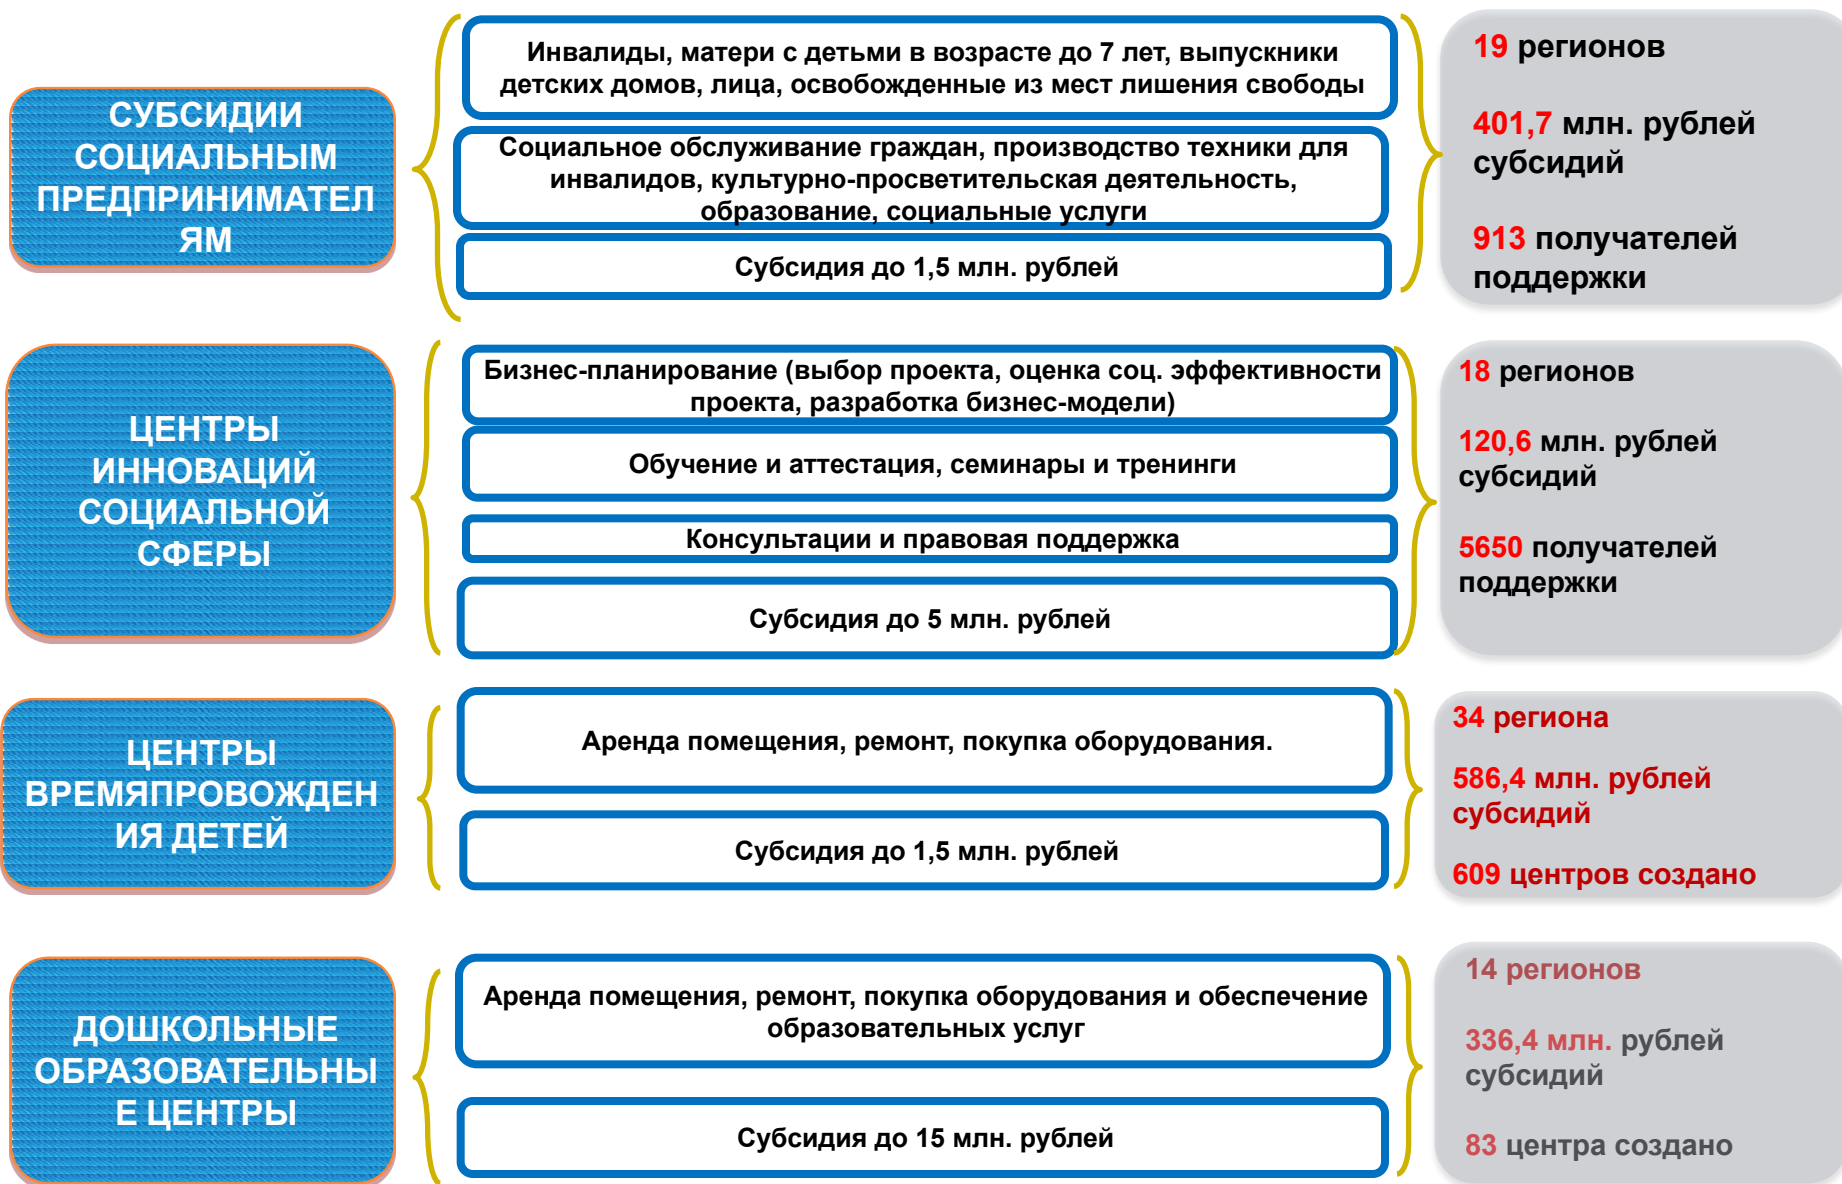 СУБСИДИИ
СОЦИАЛЬНЫМ
ПРЕДПРИНИМАТЕЛ
ЯМ
Инвалиды, матери с детьми в возрасте до 7 лет, выпускники
детских домов, лица, освобожденные из мест лишения свободы
Социальное обслуживание граждан, производство техники для
инвалидов, культурно-просветительская деятельность,
образование, социальные услуги
Субсидия до 1,5 млн. рублей
19 регионов
401,7 млн. рублей
субсидий
913 получателей
поддержки
ЦЕНТРЫ
ИННОВАЦИЙ
СОЦИАЛЬНОЙ
СФЕРЫ
Бизнес-планирование (выбор проекта, оценка соц. эффективности
проекта, разработка бизнес-модели)
Обучение и аттестация, семинары и тренинги
Консультации и правовая поддержка
Субсидия до 5 млн. рублей
18 регионов
120,6 млн. рублей
субсидий
5650 получателей
поддержки
ЦЕНТРЫ
ВРЕМЯПРОВОЖДЕН
ИЯ ДЕТЕЙ
Аренда помещения, ремонт, покупка оборудования.
Субсидия до 1,5 млн. рублей
34 региона
586,4 млн. рублей
субсидий
609 центров создано
ДОШКОЛЬНЫЕ
ОБРАЗОВАТЕЛЬНЫ
Е ЦЕНТРЫ
Аренда помещения, ремонт, покупка оборудования и обеспечение
образовательных услуг
Субсидия до 15 млн. рублей
14 регионов
336,4 млн. рублей
субсидий
83 центра создано